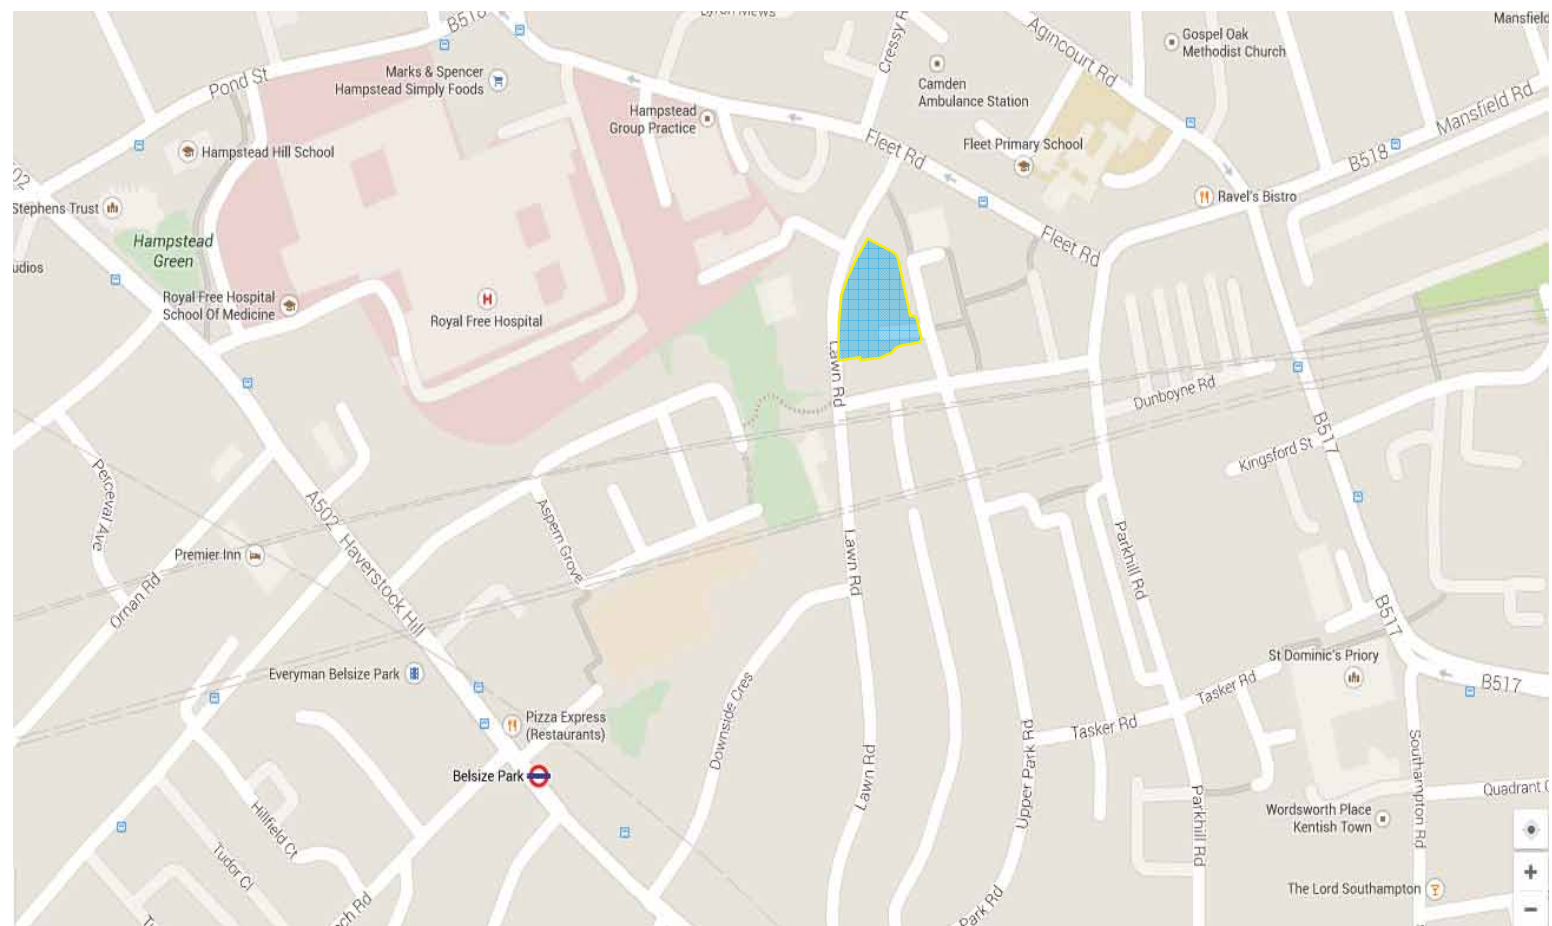 B518
Mansfield
Cressy R
Agincourt Rd
Gospel Oak
Methodist Church
Marks & Spencer
Hampstead Simply Foods
Pond St
Camden
Ambulance Station
Mansfield Rd
Hampstead
Group Practice
Fleet Rd
Fleet Primary School
B518
Hampstead Hill School
02
Stephens Trust
Ravel's Bistro
Hampstead
Green
Fleet Rd
udios
Royal Free Hospital
School Of Medicine
Royal Free Hospital
Lawn Rd
Dunboyne Rd
B517
Kingsford St
Perceval Ave
A502
Haverstock Hill
Aspern Grove
Premier Inn
Ornan Rd
Lawn Rd
Parkhill Rd
B517
St Dominic's Priory
Everyman Belsize Park
Tasker Rd
B517
Pizza Express
(Restaurants)
Downside Cres
Tasker Rd
Belsize Park
Lawn Rd
Upper Park Rd
Southampton Rd
Quadrant
Hillfield Ct
Parkhill Rd
Wordsworth Place
Kentish Town
Tudor Cl
The Lord Southampton
ch Rd
Park Rd
+
−